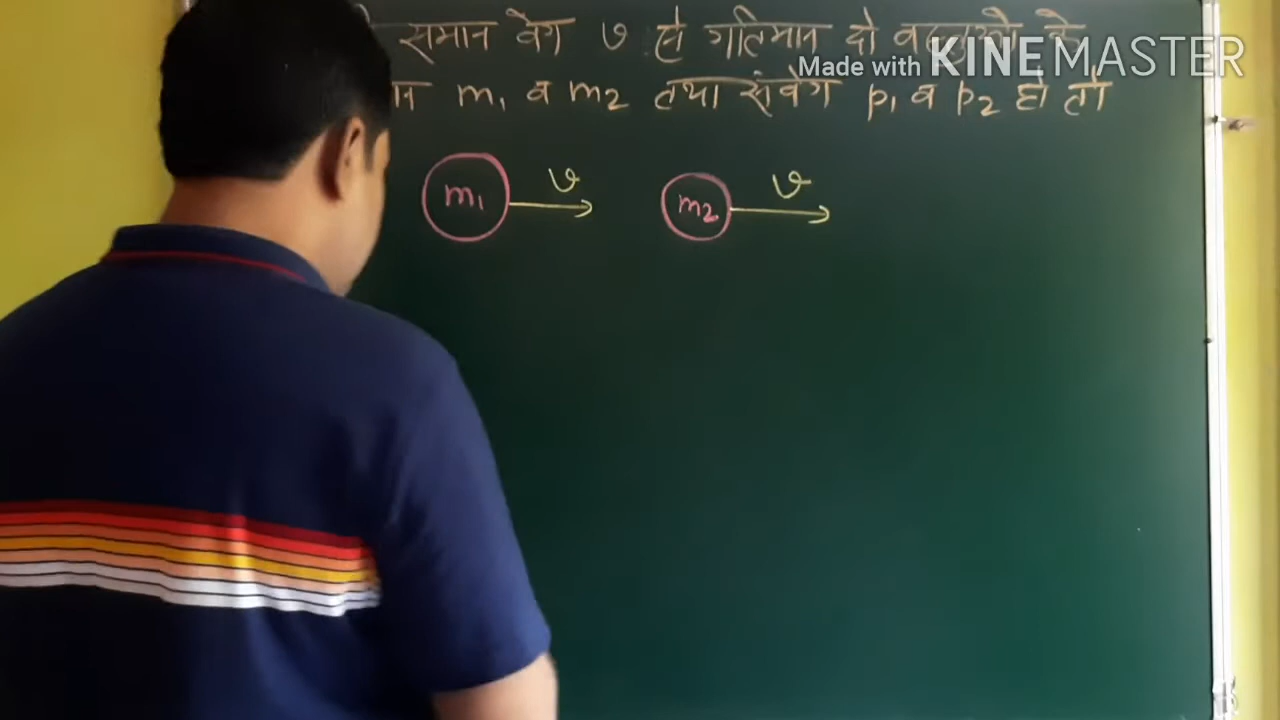 समान वेग v से गतिमान दो वस्तुओं के
Made with KINEMASTER
m₁ व m₂ तथा संवेग p₁ व p₂ हो तो
m₁ v m₂ v